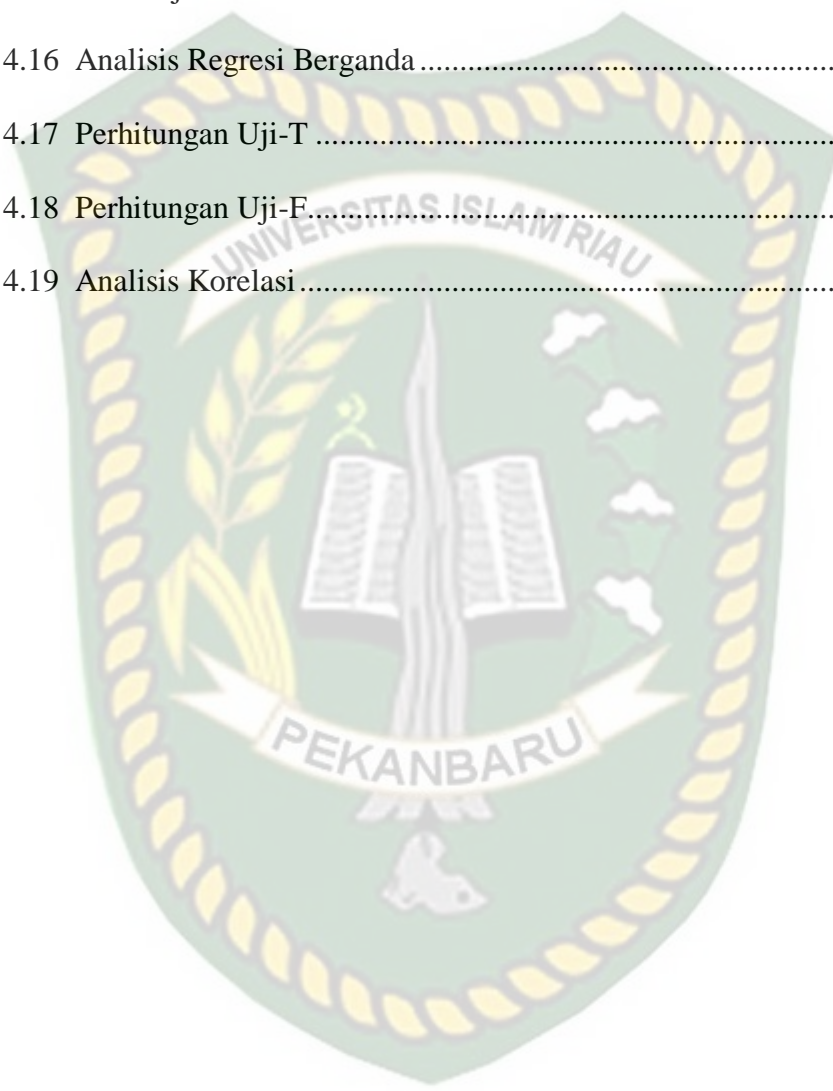 4.16 Analisis Regresi Berganda ....................................................
4.17 Perhitungan Uji-T .................................................................
4.18 Perhitungan Uji-F..................................................................
4.19 Analisis Korelasi ...................................................................
UNIVERSITAS ISLAM RIAU
PEKANBARU